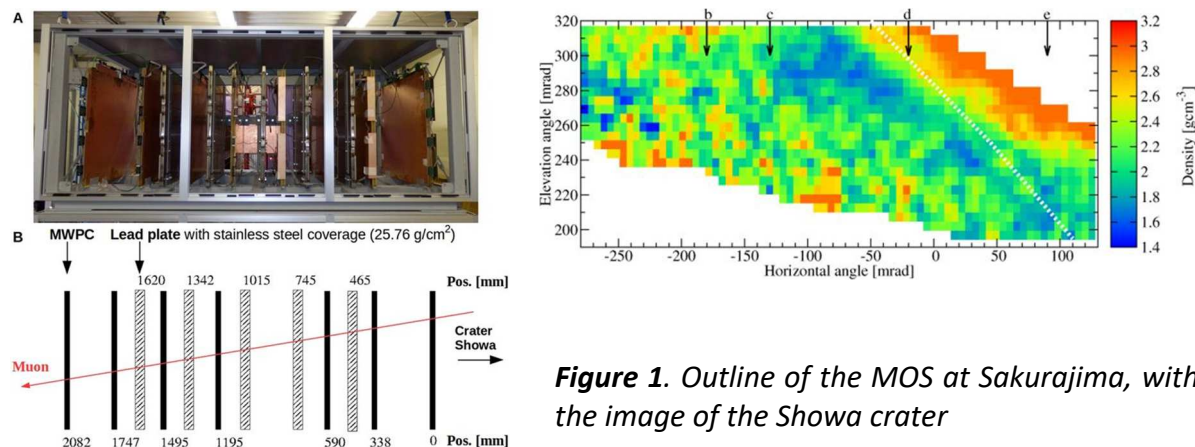 A
B
MWPC
Lead plate with stainless steel coverage (25.76 g/cm²)
1620 1342 1015 745 465 Pos. [mm]
Crater
Showa
Muon
2082 1747 1495 1195 590 338 0 Pos. [mm]
b c d e
320
300
280
260
240
220
200
Elevation angle [mrad]
-250 -200 -150 -100 -50 0 50 100
Horizontal angle [mrad]
3.2
3
2.8
2.6
2.4
2.2
2
1.8
1.6
1.4
Density [gcm⁻³]
Figure 1. Outline of the MOS at Sakurajima, with
the image of the Showa crater